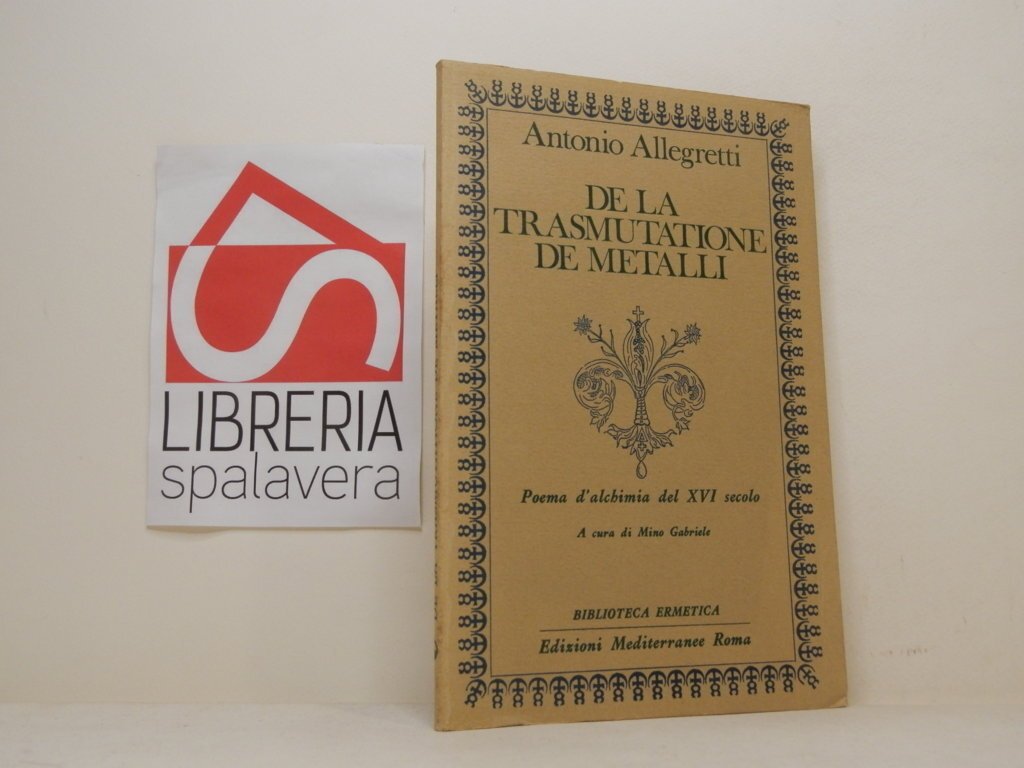 LIBRERIA
spalavera
Antonio Allegretti
DE LA
TRASMUTATIONE
DE METALLI
Poema d'alchimia del XVI secolo
A cura di Mino Gabriele
BIBLIOTECA ERMETICA
Edizioni Mediterranee Roma